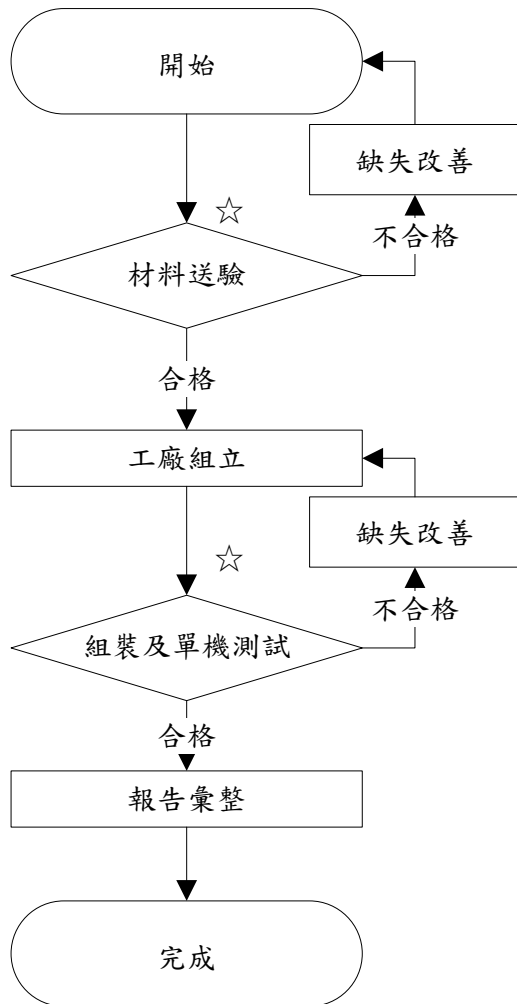 開始
缺失改善
☆
不合格
材料送驗
合格
工廠組立
缺失改善
☆
不合格
組裝及單機測試
合格
報告彙整
完成